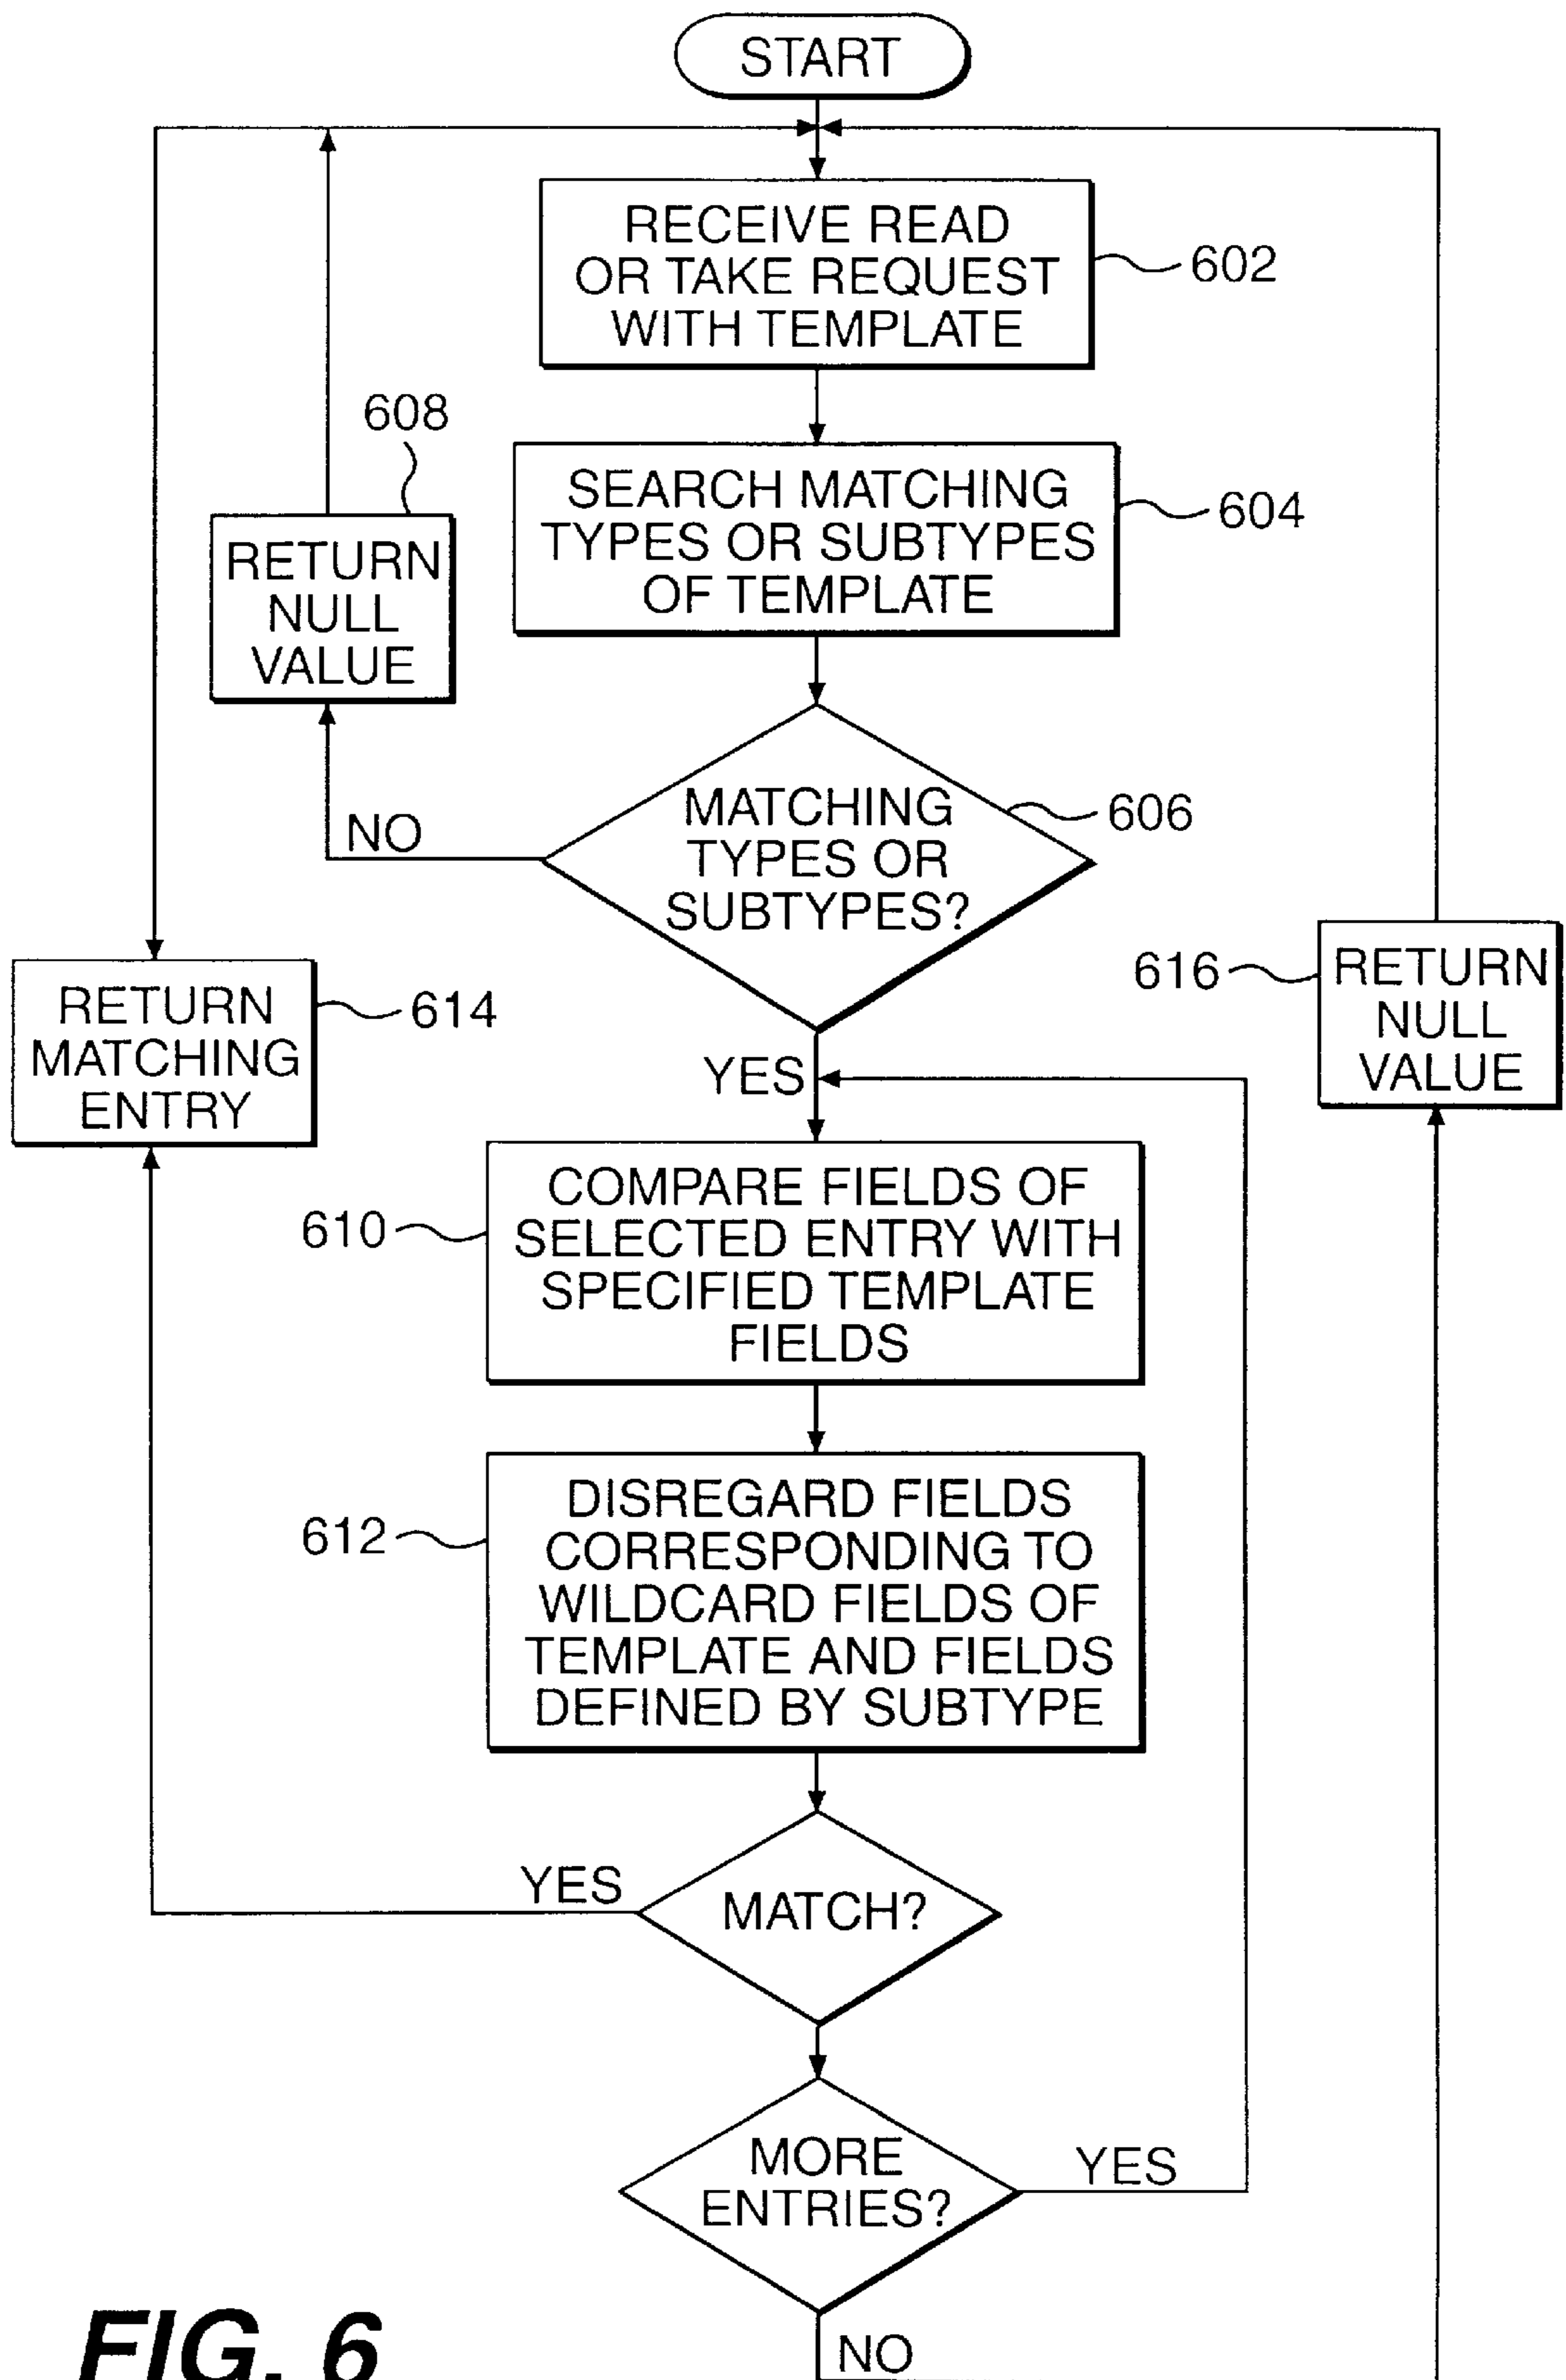 START
RECEIVE READ
OR TAKE REQUEST
WITH TEMPLATE
602
608
SEARCH MATCHING
TYPES OR SUBTYPES
OF TEMPLATE
604
RETURN
NULL
VALUE
MATCHING
TYPES OR
SUBTYPES?
606
NO
RETURN
MATCHING
ENTRY
614
616
RETURN
NULL
VALUE
YES
COMPARE FIELDS OF
SELECTED ENTRY WITH
SPECIFIED TEMPLATE
FIELDS
610
DISREGARD FIELDS
CORRESPONDING TO
WILDCARD FIELDS OF
TEMPLATE AND FIELDS
DEFINED BY SUBTYPE
612
YES
MATCH?
MORE
ENTRIES?
YES
NO
FIG. 6